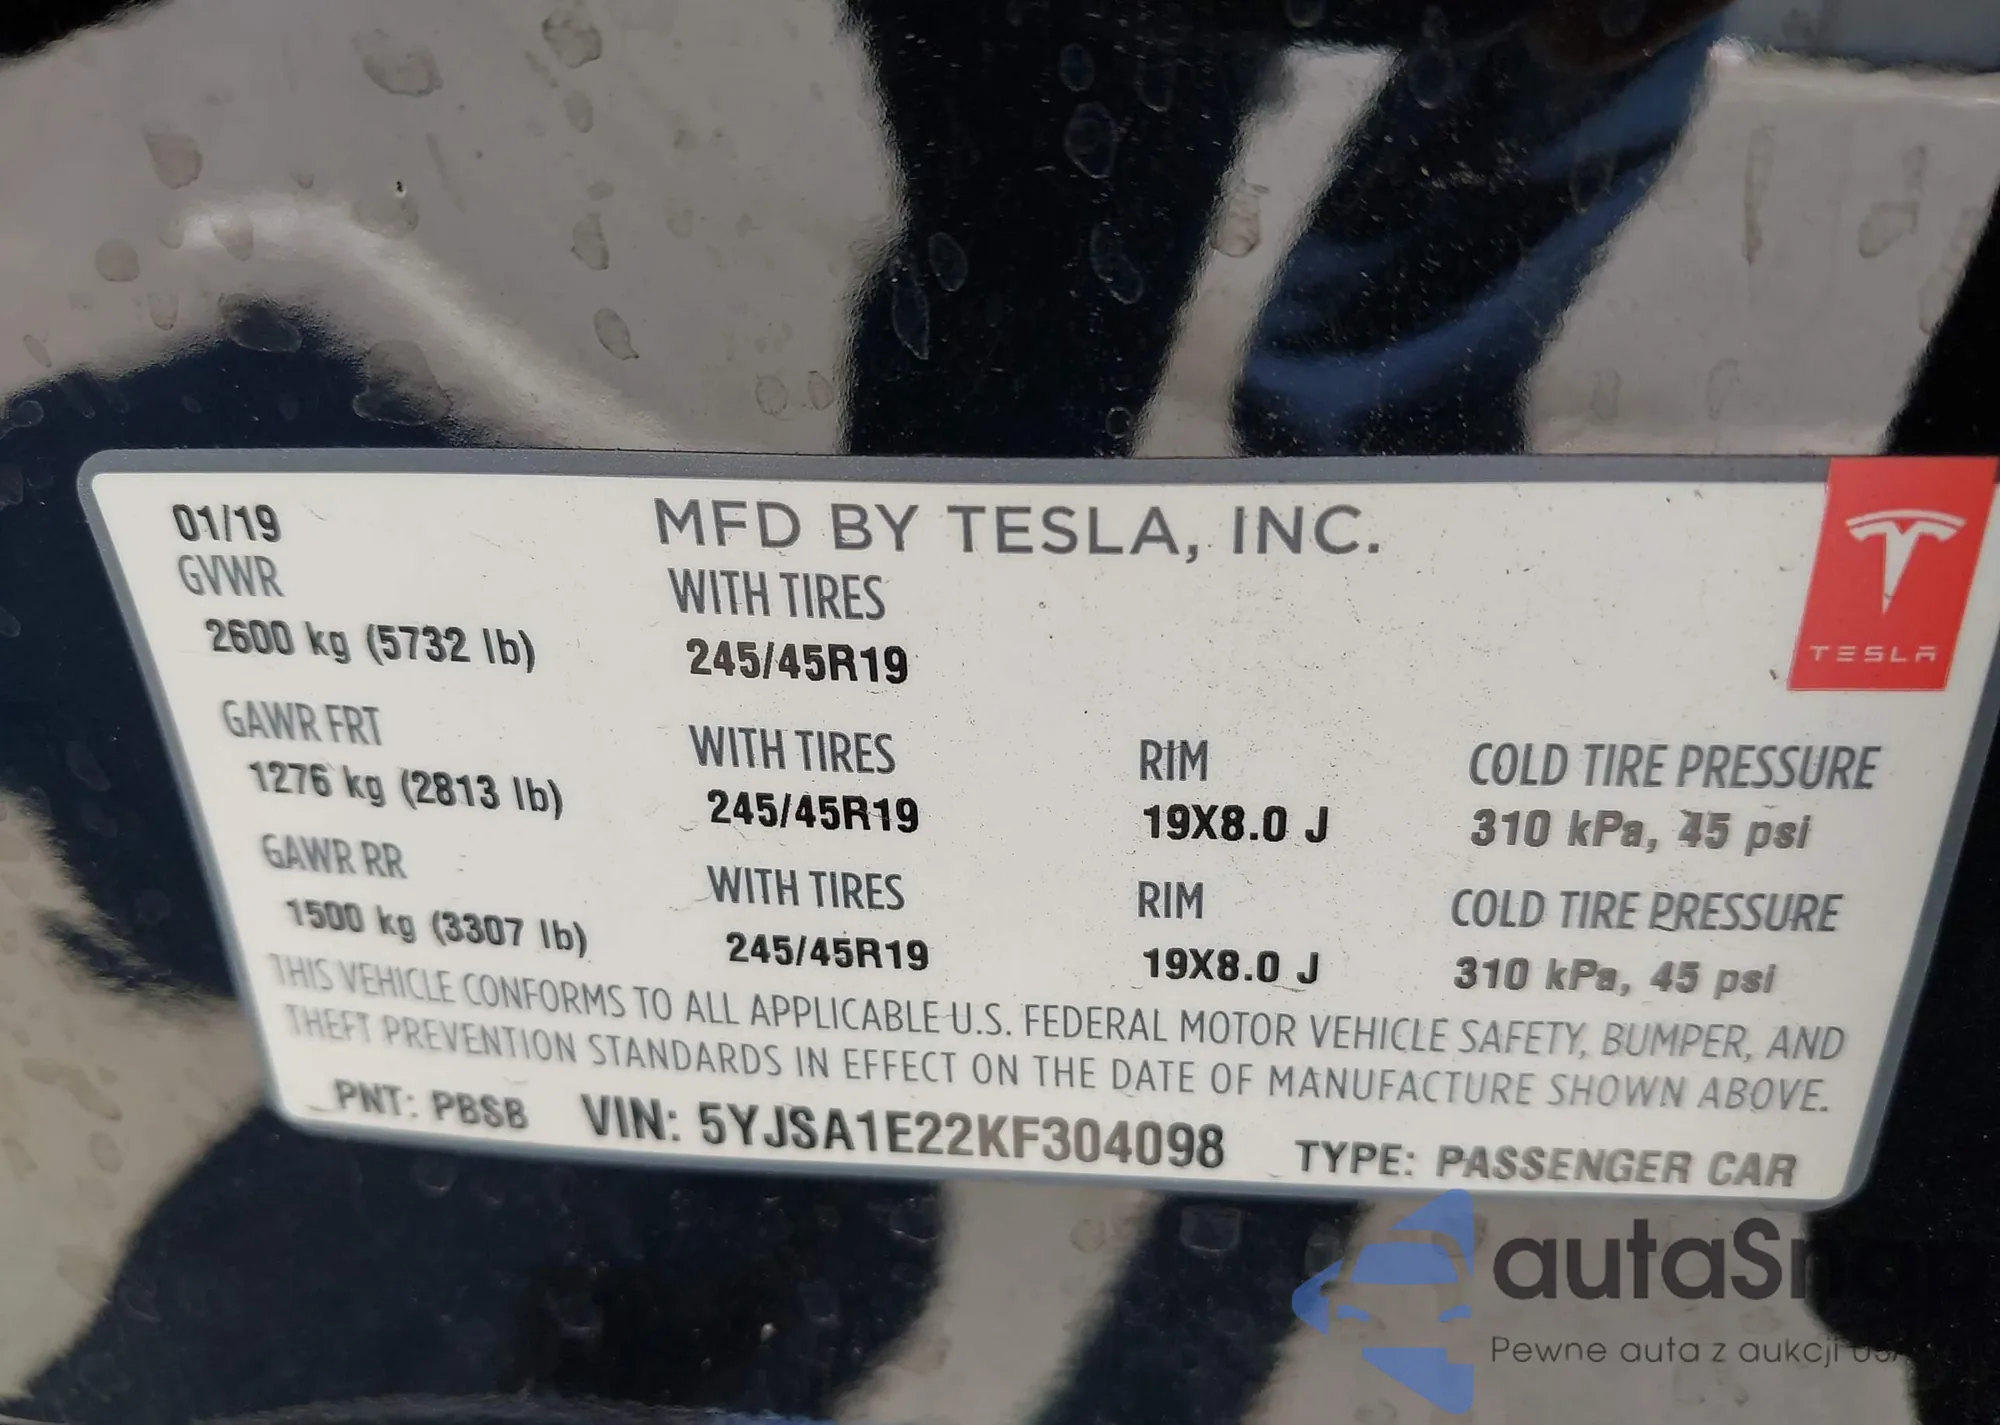 01/19 MFD BY TESLA, INC.
GVWR WITH TIRES
2600 kg (5732 lb) 245/45R19
TESLA
GAWR FRT WITH TIRES RIM COLD TIRE PRESSURE
1276 kg (2813 lb) 245/45R19 19X8.0 J 310 kPa, 45 psi
GAWR RR WITH TIRES RIM COLD TIRE PRESSURE
1500 kg (3307 lb) 245/45R19 19X8.0 J 310 kPa, 45 psi
THIS VEHICLE CONFORMS TO ALL APPLICABLE U.S. FEDERAL MOTOR VEHICLE SAFETY, BUMPER, AND
THEFT PREVENTION STANDARDS IN EFFECT ON THE DATE OF MANUFACTURE SHOWN ABOVE.
PNT: PBSB VIN: 5YJSA1E22KF304098 TYPE: PASSENGER CAR
autaSnap
Pewne auta z aukcji